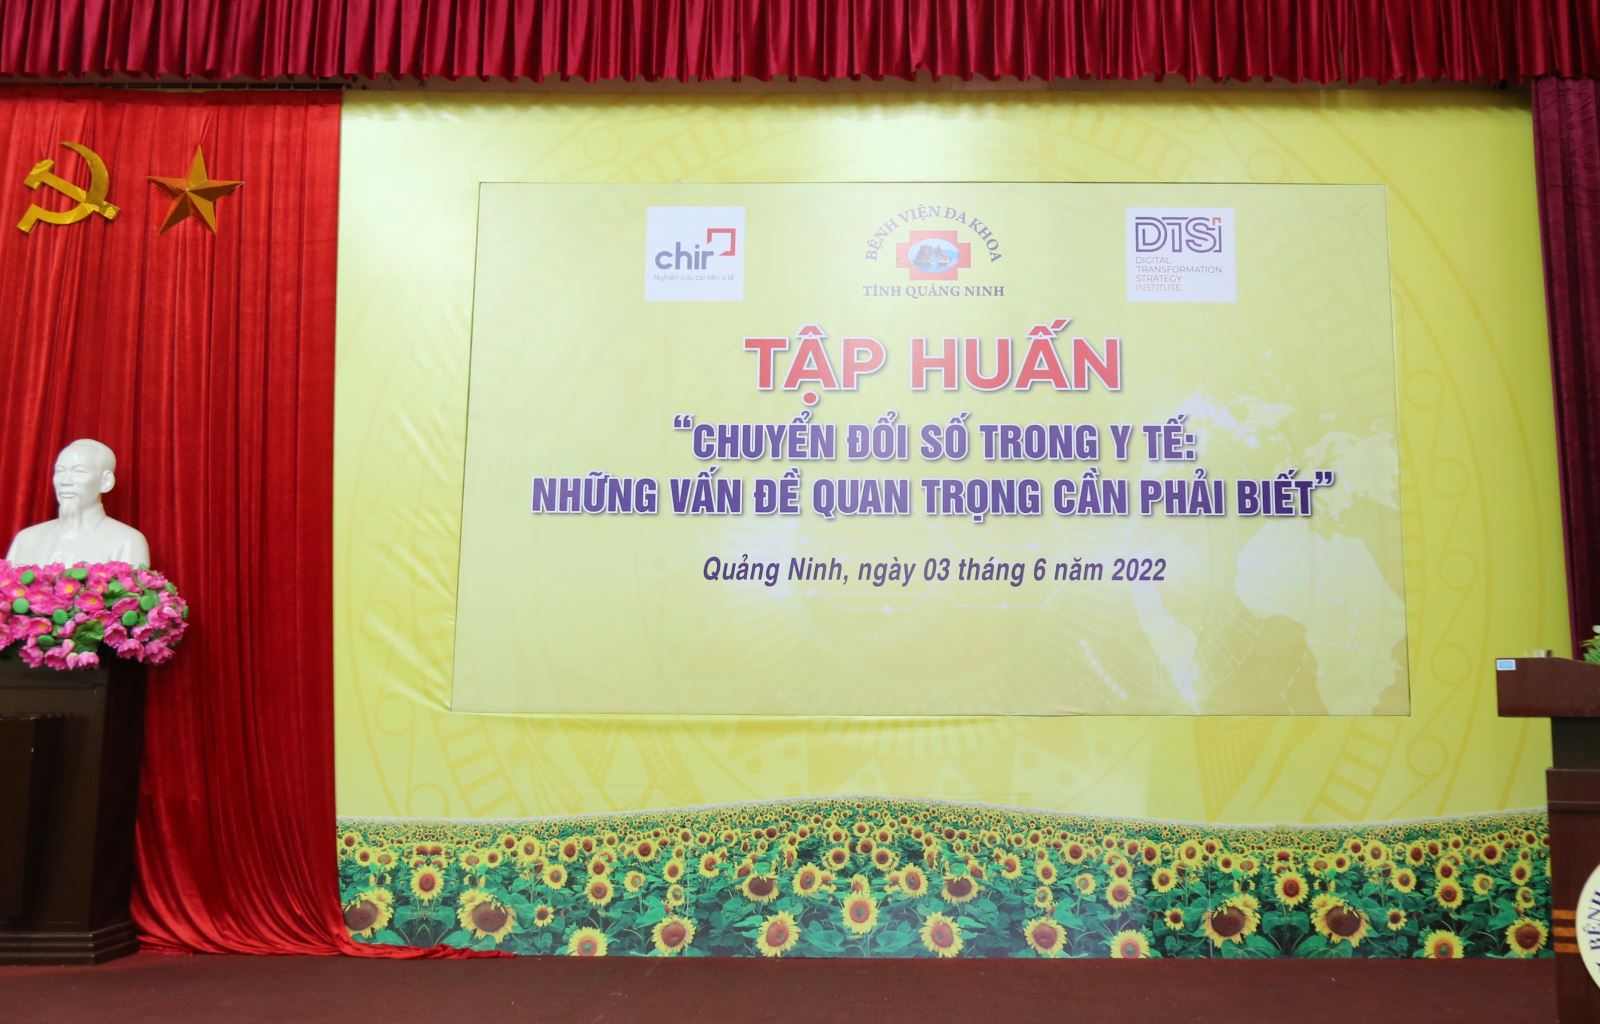 chir
Nghiên cứu cải tiến y tế
BỆNH VIỆN ĐA KHOA
TỈNH QUẢNG NINH
DTSi
DIGITAL
TRANSFORMATION
STRATEGY
INSTITUTE
TẬP HUẤN
“CHUYỂN ĐỔI SỐ TRONG Y TẾ:
NHỮNG VẤN ĐỀ QUAN TRỌNG CẦN PHẢI BIẾT”
Quảng Ninh, ngày 03 tháng 6 năm 2022
BỆNH